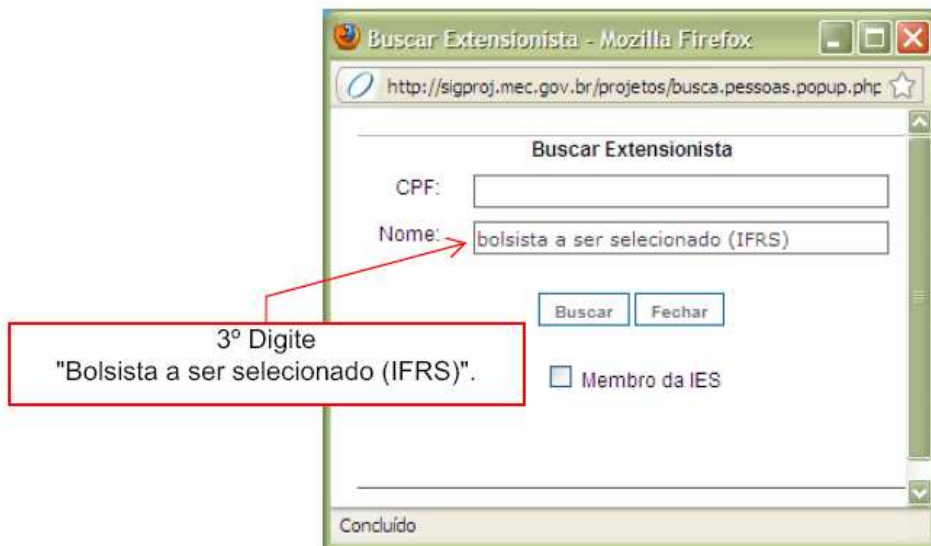 Buscar Extensionista - Mozilla Firefox
http://sigproj.mec.gov.br/projetos/busca.pessoas.popup.php
Buscar Extensionista
CPF:
Nome: bolsista a ser selecionado (IFRS)
Buscar Fechar
3º Digite
"Bolsista a ser selecionado (IFRS)".
Membro da IES
Concluído